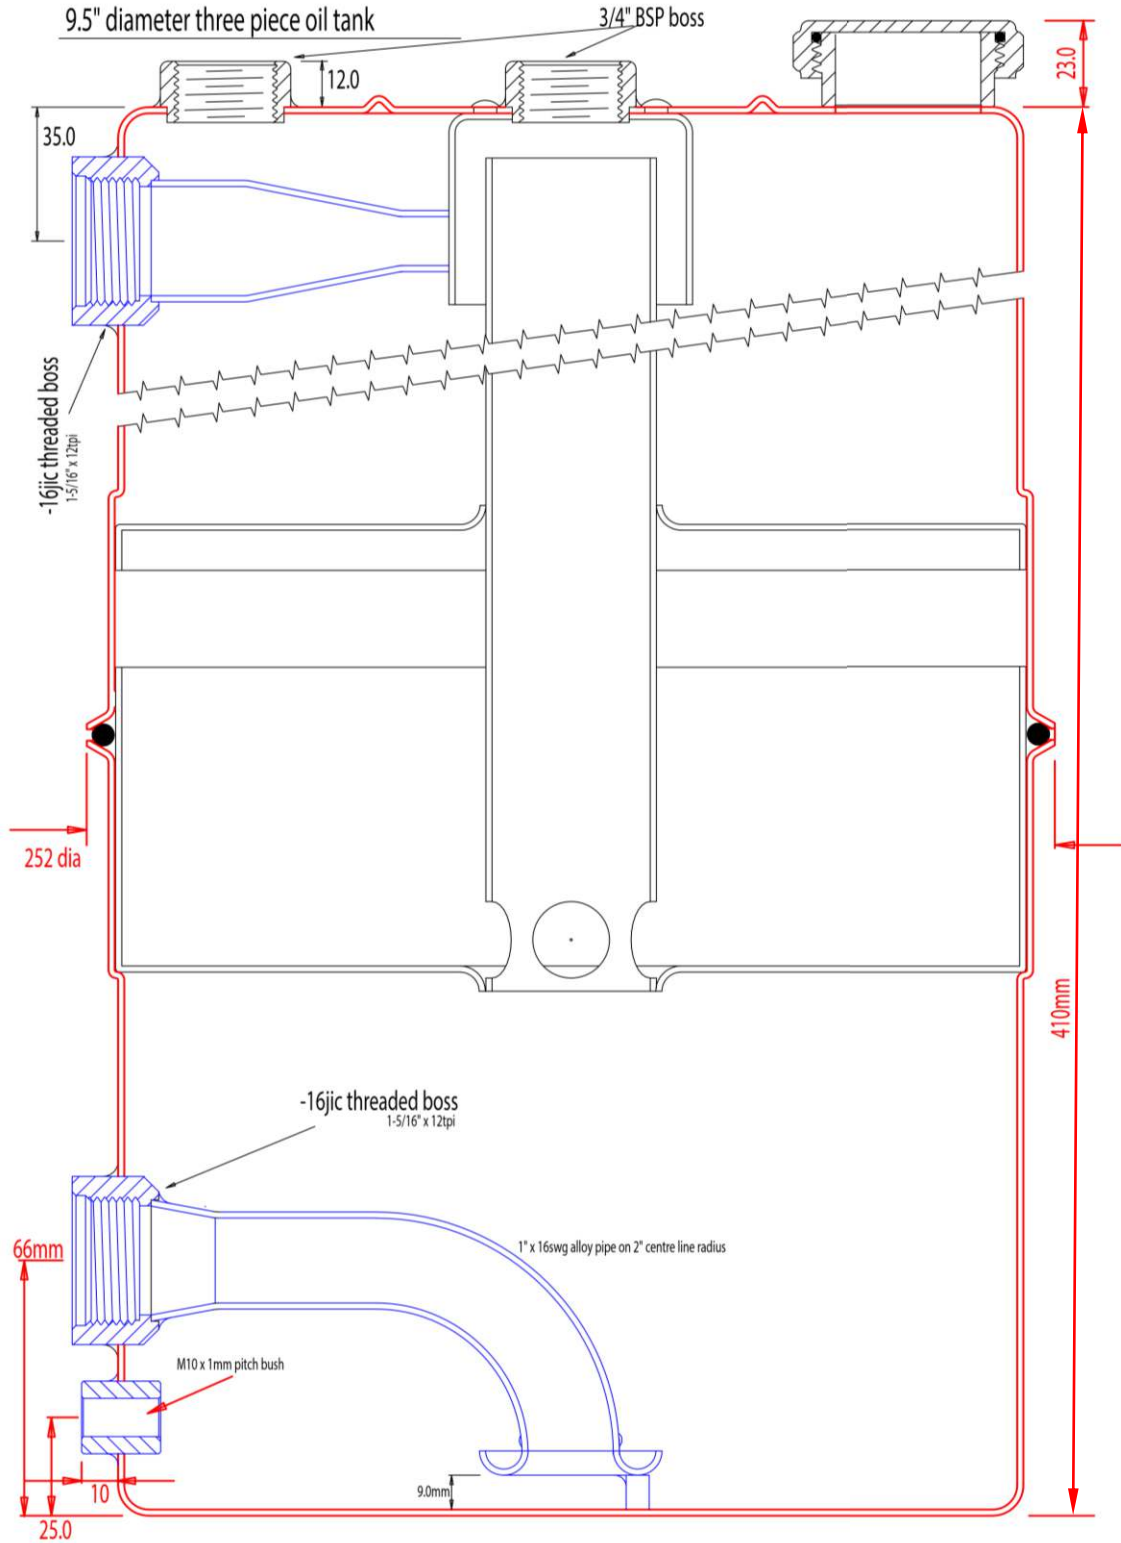 9.5" diameter three piece oil tank
3/4" BSP boss
12.0
23.0
35.0
-16jic threaded boss
1-5/16" x 12tpi
252 dia
410mm
-16jic threaded boss
1-5/16" x 12tpi
66mm
1" x 16swg alloy pipe on 2" centre line radius
M10 x 1mm pitch bush
9.0mm
10
25.0